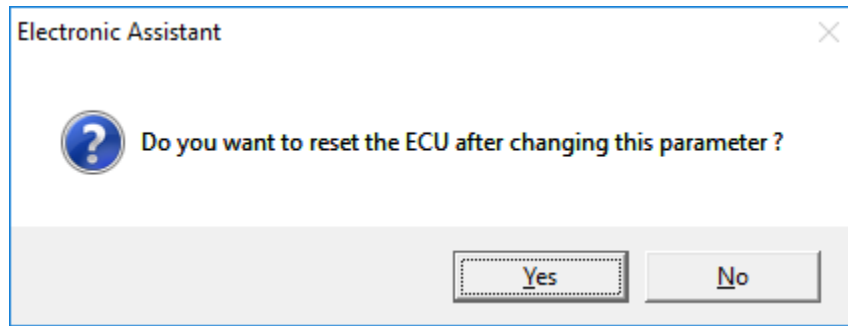 Electronic Assistant
Do you want to reset the ECU after changing this parameter ?
Yes
No